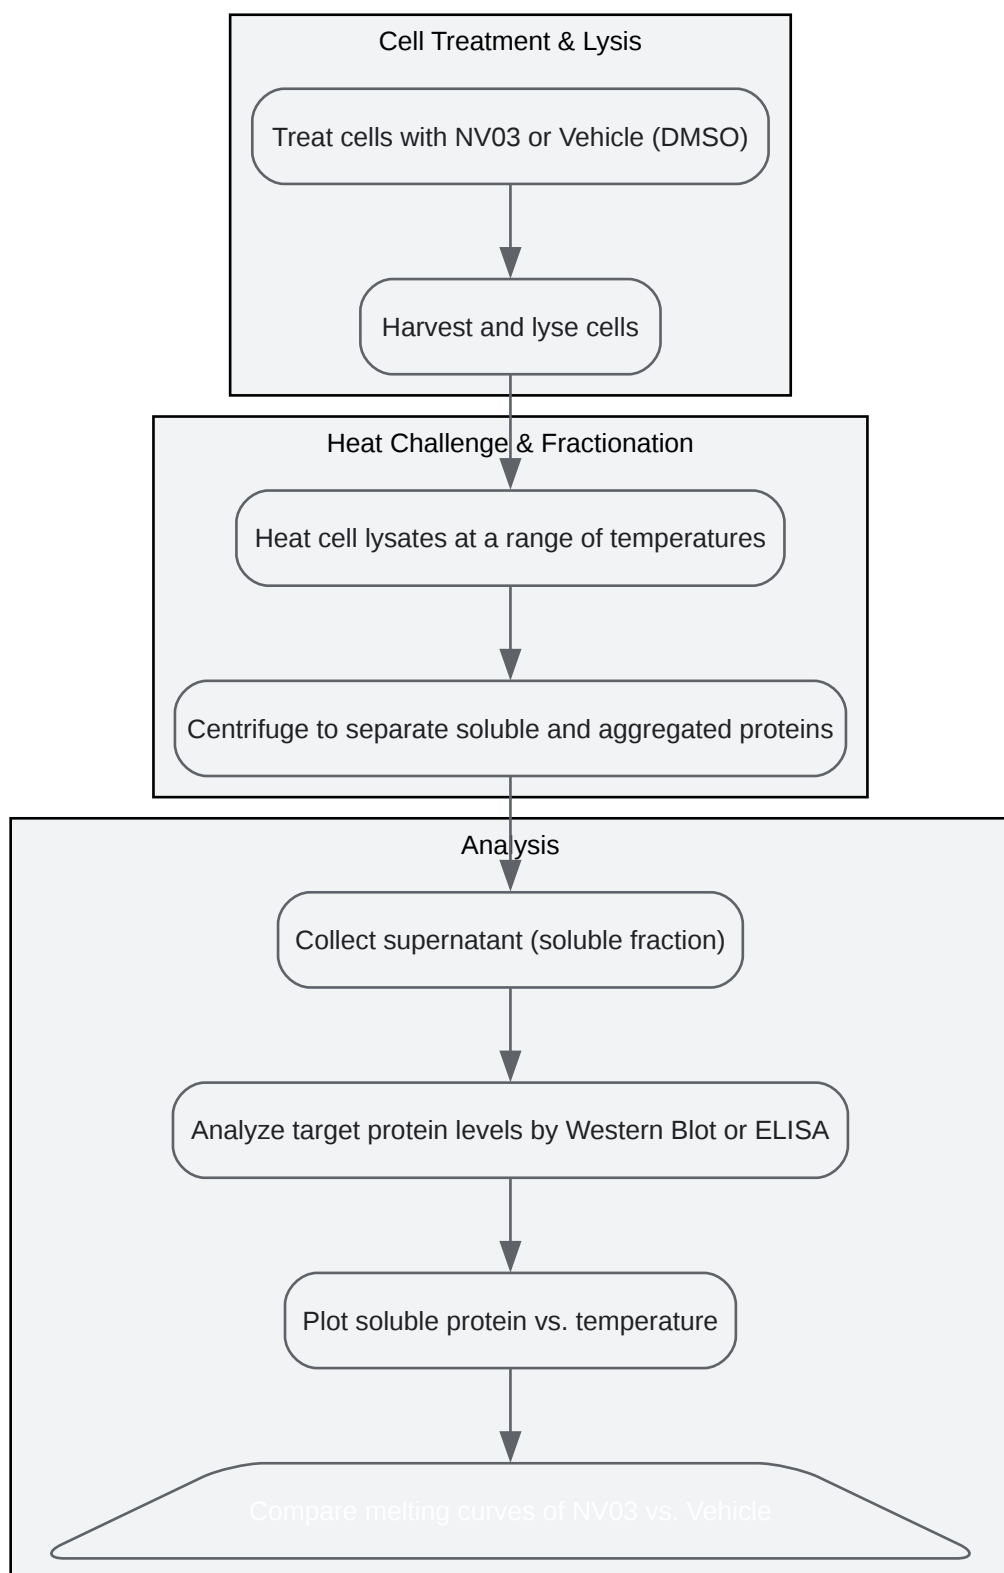 Cell Treatment & Lysis
Treat cells with NV03 or Vehicle (DMSO)
Harvest and lyse cells
Heat Challenge & Fractionation
Heat cell lysates at a range of temperatures
Centrifuge to separate soluble and aggregated proteins
Analysis
Collect supernatant (soluble fraction)
Analyze target protein levels by Western Blot or ELISA
Plot soluble protein vs. temperature
Compare melting curves of NV03 vs. Vehicle